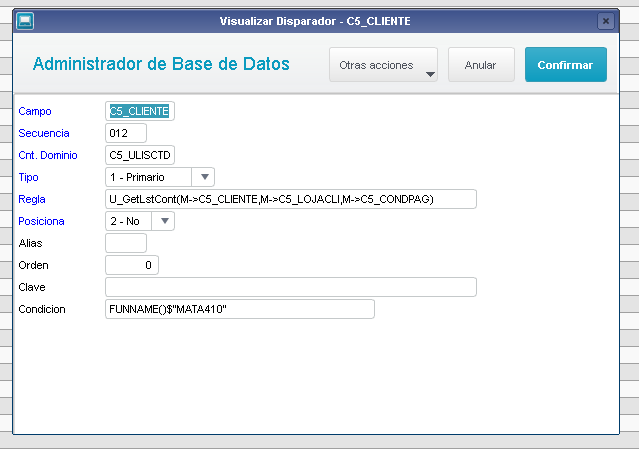 Visualizar Disparador - C5_CLIENTE
Administrador de Base de Datos
Otras acciones
Anular
Confirmar
Campo C5_CLIENTE
Secuencia 012
Cnt. Dominio C5_ULISCTD
Tipo 1 - Primario
Regla U_GetLstCont(M->C5_CLIENTE,M->C5_LOJACLI,M->C5_CONDPAG)
Posiciona 2 - No
Alias
Orden 0
Clave
Condicion FUNNAME()$"MATA410"